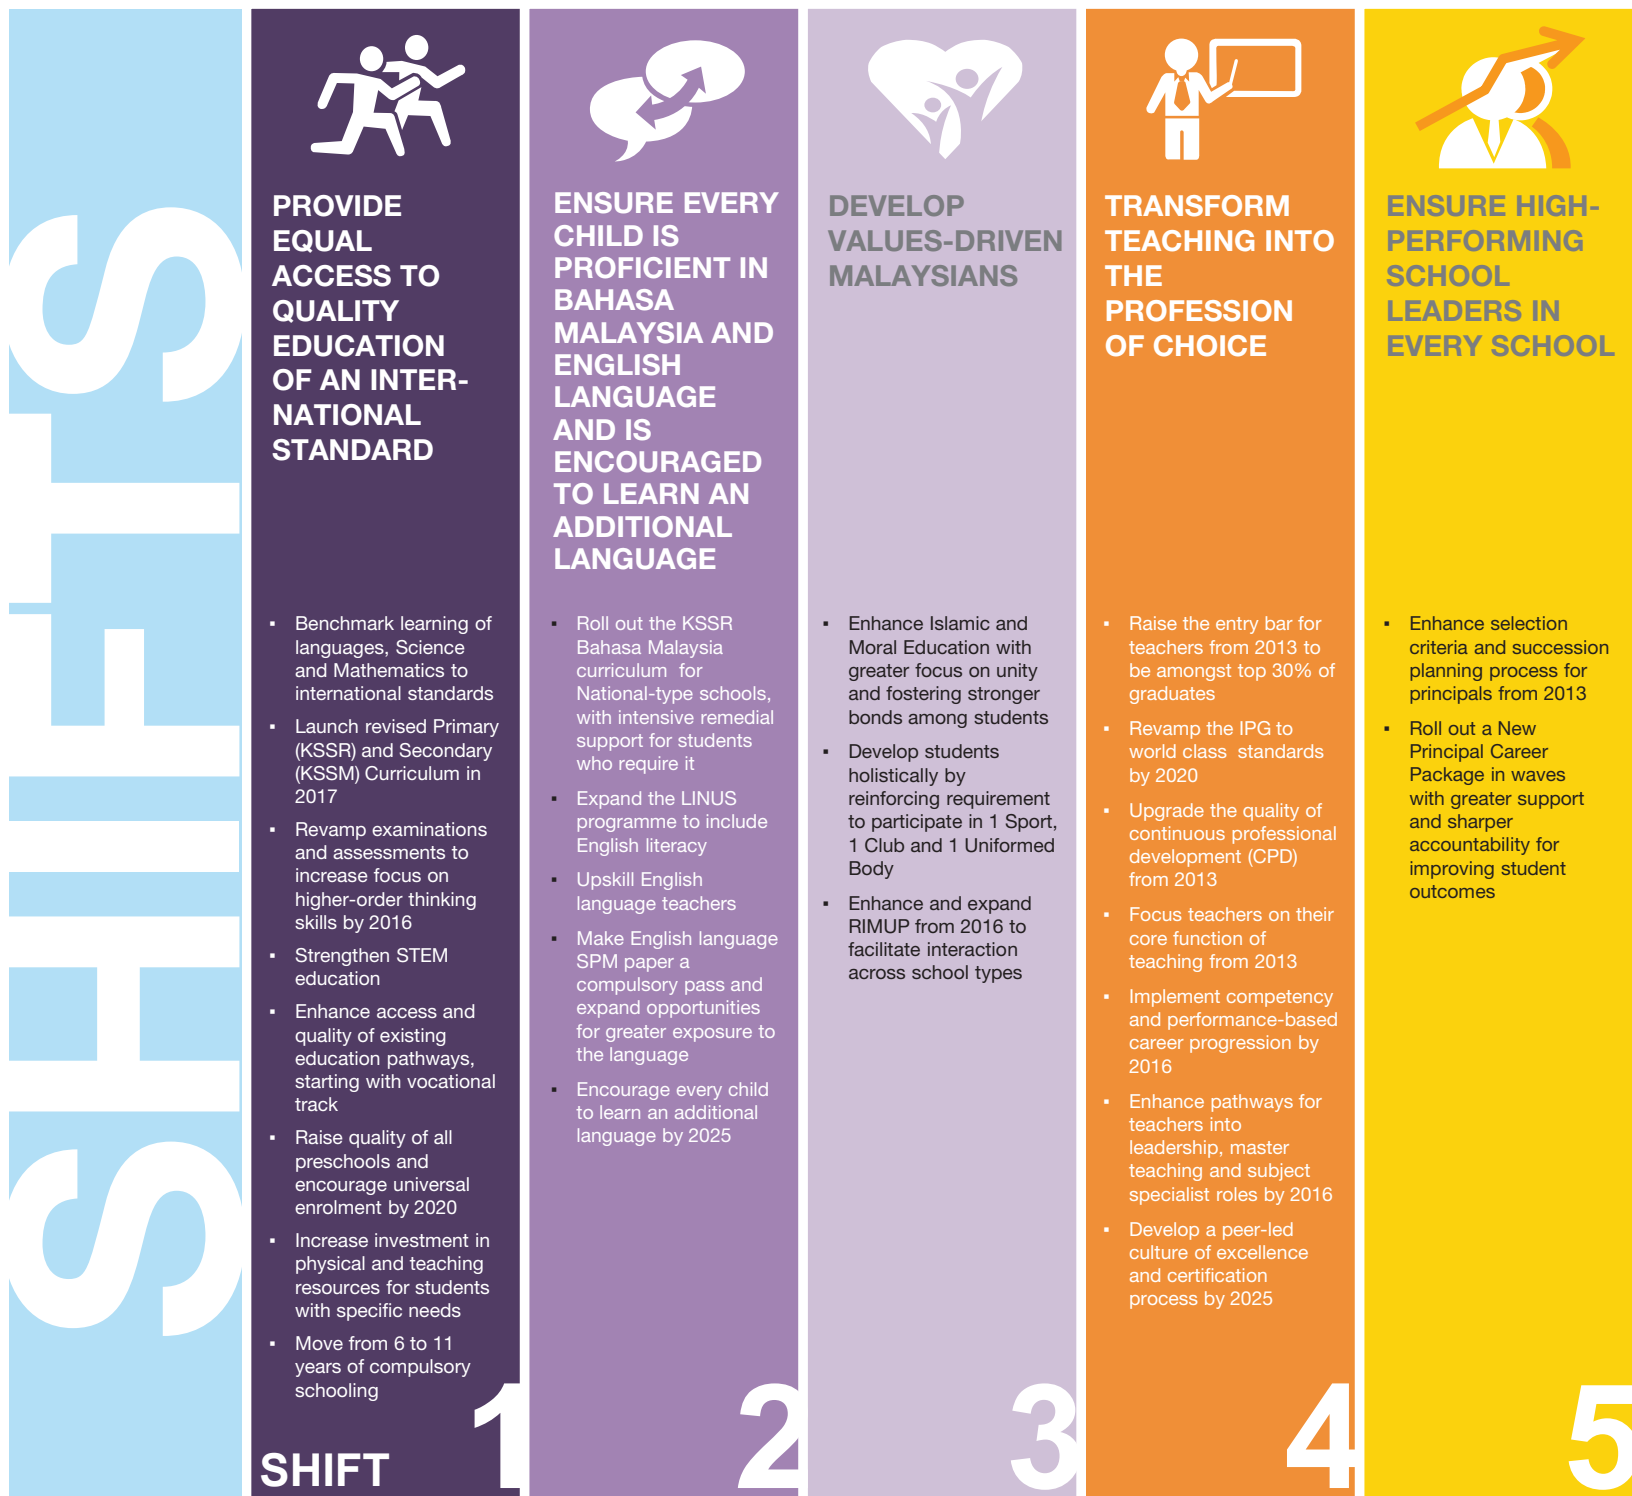 SHIFTS
PROVIDE
EQUAL
ACCESS TO
QUALITY
EDUCATION
OF AN INTER-
NATIONAL
STANDARD
▪ Benchmark learning of
languages, Science
and Mathematics to
international standards
▪ Launch revised Primary
(KSSR) and Secondary
(KSSM) Curriculum in
2017
▪ Revamp examinations
and assessments to
increase focus on
higher-order thinking
skills by 2016
▪ Strengthen STEM
education
▪ Enhance access and
quality of existing
education pathways,
starting with vocational
track
▪ Raise quality of all
preschools and
encourage universal
enrolment by 2020
▪ Increase investment in
physical and teaching
resources for students
with specific needs
▪ Move from 6 to 11
years of compulsory
schooling
SHIFT 1
ENSURE EVERY
CHILD IS
PROFICIENT IN
BAHASA
MALAYSIA AND
ENGLISH
LANGUAGE
AND IS
ENCOURAGED
TO LEARN AN
ADDITIONAL
LANGUAGE
▪ Roll out the KSSR
Bahasa Malaysia
curriculum for
National-type schools,
with intensive remedial
support for students
who require it
▪ Expand the LINUS
programme to include
English literacy
▪ Upskill English
language teachers
▪ Make English language
SPM paper a
compulsory pass and
expand opportunities
for greater exposure to
the language
▪ Encourage every child
to learn an additional
language by 2025
2
DEVELOP
VALUES-DRIVEN
MALAYSIANS
▪ Enhance Islamic and
Moral Education with
greater focus on unity
and fostering stronger
bonds among students
▪ Develop students
holistically by
reinforcing requirement
to participate in 1 Sport,
1 Club and 1 Uniformed
Body
▪ Enhance and expand
RIMUP from 2016 to
facilitate interaction
across school types
3
TRANSFORM
TEACHING INTO
THE
PROFESSION
OF CHOICE
▪ Raise the entry bar for
teachers from 2013 to
be amongst top 30% of
graduates
▪ Revamp the IPG to
world class standards
by 2020
▪ Upgrade the quality of
continuous professional
development (CPD)
from 2013
▪ Focus teachers on their
core function of
teaching from 2013
▪ Implement competency
and performance-based
career progression by
2016
▪ Enhance pathways for
teachers into
leadership, master
teaching and subject
specialist roles by 2016
▪ Develop a peer-led
culture of excellence
and certification
process by 2025
4
ENSURE HIGH-
PERFORMING
SCHOOL
LEADERS IN
EVERY SCHOOL
▪ Enhance selection
criteria and succession
planning process for
principals from 2013
▪ Roll out a New
Principal Career
Package in waves
with greater support
and sharper
accountability for
improving student
outcomes
5